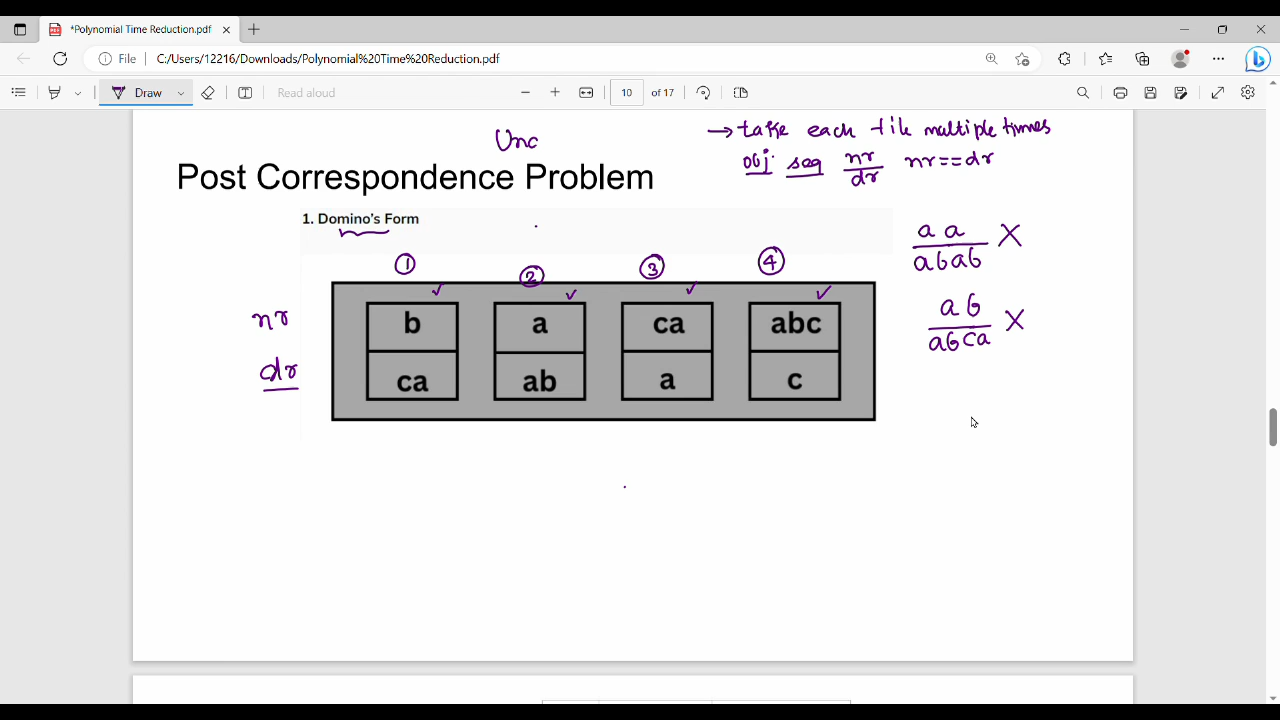 *Polynomial Time Reduction.pdf
File C:/Users/12216/Downloads/Polynomial%20Time%20Reduction.pdf
Draw Read aloud 10 of 17
Unc
→ take each tile multiple times
obj: seq nr/dr nr==dr
Post Correspondence Problem
1. Domino's Form
① ② ③ ④
nr b a ca abc
dr ca ab a c
aa X
abab
ab X
abca